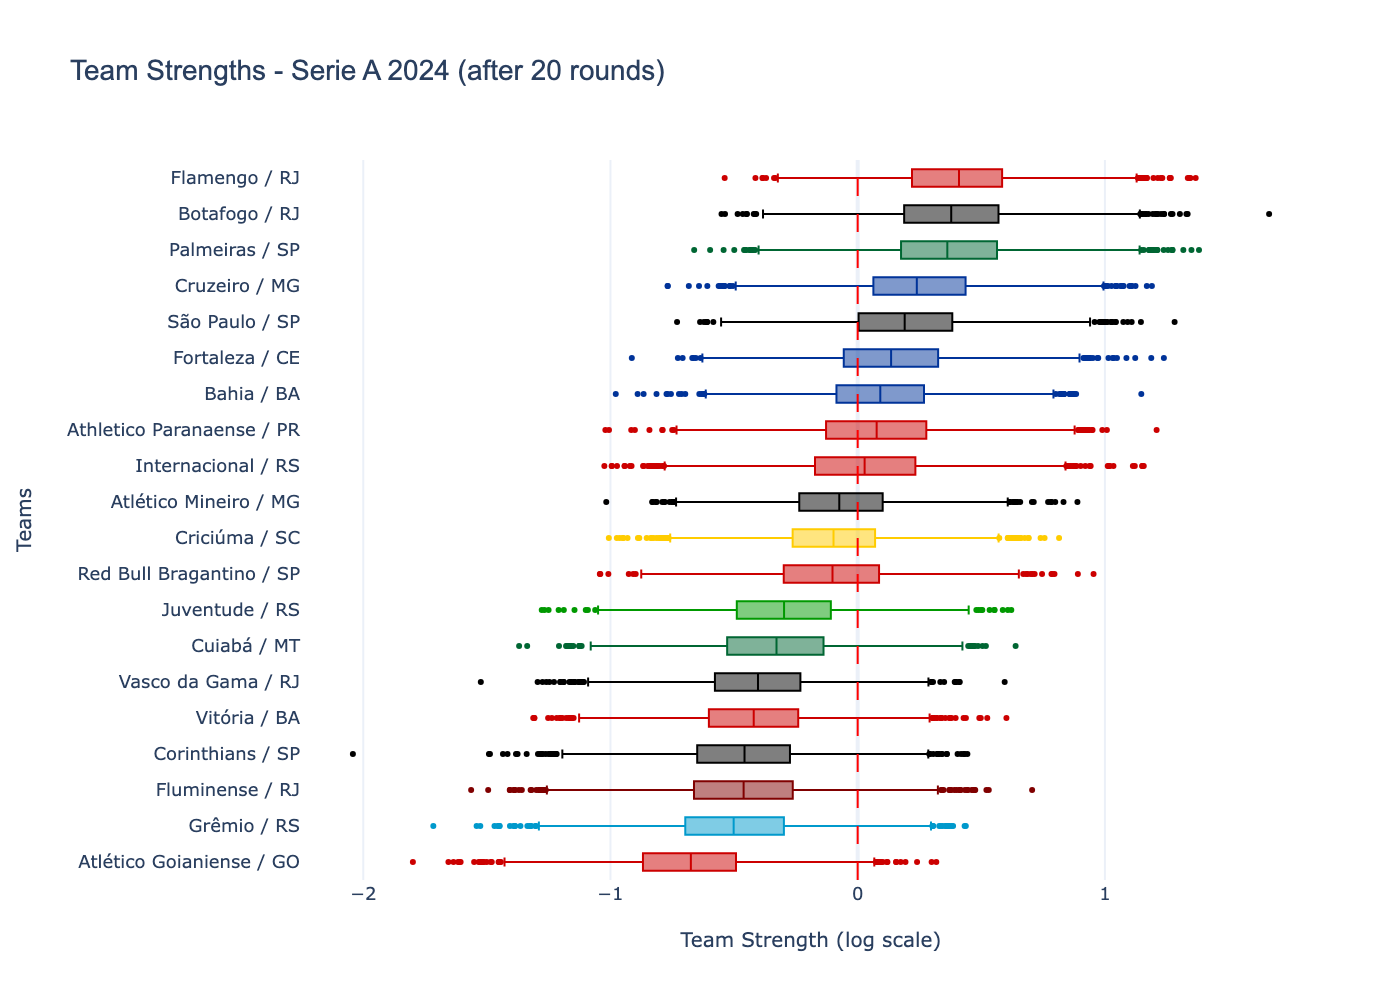 Team Strengths - Serie A 2024 (after 20 rounds)
Flamengo / RJ
Botafogo / RJ
Palmeiras / SP
Cruzeiro / MG
São Paulo / SP
Fortaleza / CE
Bahia / BA
Athletico Paranaense / PR
Internacional / RS
Atlético Mineiro / MG
Criciúma / SC
Red Bull Bragantino / SP
Juventude / RS
Cuiabá / MT
Vasco da Gama / RJ
Vitória / BA
Corinthians / SP
Fluminense / RJ
Grêmio / RS
Atlético Goianiense / GO
Teams
−2 −1 0 1
Team Strength (log scale)